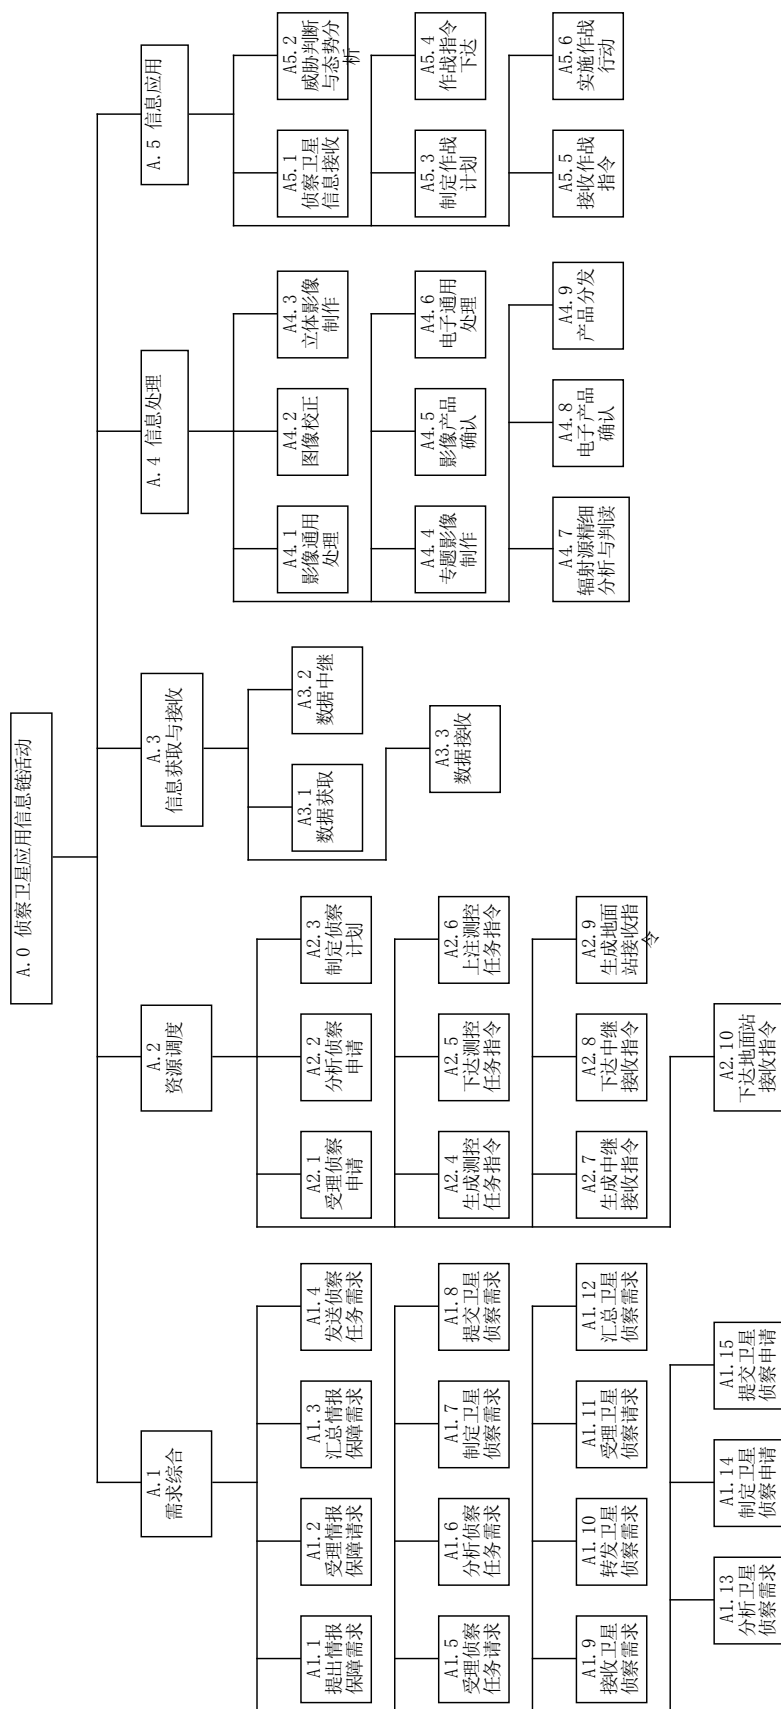 A.0 侦察卫星应用信息链活动
A.1
需求综合
A1.1
提出情报
保障需求
A1.2
受理情报
保障请求
A1.3
汇总情报
保障需求
A1.4
发送侦察
任务需求
A1.5
受理侦察
任务请求
A1.6
分析侦察
任务需求
A1.7
制定卫星
侦察需求
A1.8
提交卫星
侦察需求
A1.9
接收卫星
侦察需求
A1.10
转发卫星
侦察需求
A1.11
受理卫星
侦察请求
A1.12
汇总卫星
侦察需求
A1.13
分析卫星
侦察需求
A1.14
制定卫星
侦察申请
A1.15
提交卫星
侦察申请
A.2
资源调度
A2.1
受理侦察
申请
A2.2
分析侦察
申请
A2.3
制定侦察
计划
A2.4
生成测控
任务指令
A2.5
下达测控
任务指令
A2.6
上注测控
任务指令
A2.7
生成中继
接收指令
A2.8
下达中继
接收指令
A2.9
生成地面
站接收指
令
A2.10
下达地面站
接收指令
A.3
信息获取与接收
A3.1
数据获取
A3.2
数据中继
A3.3
数据接收
A.4 信息处理
A4.1
影像通用
处理
A4.2
图像校正
A4.3
立体影像
制作
A4.4
专题影像
制作
A4.5
影像产品
确认
A4.6
电子通用
处理
A4.7
辐射源精细
分析与判读
A4.8
电子产品
确认
A4.9
产品分发
A.5 信息应用
A5.1
侦察卫星
信息接收
A5.2
威胁判断
与态势分
析
A5.3
制定作战
计划
A5.4
作战指令
下达
A5.5
接收作战
指令
A5.6
实施作战
行动